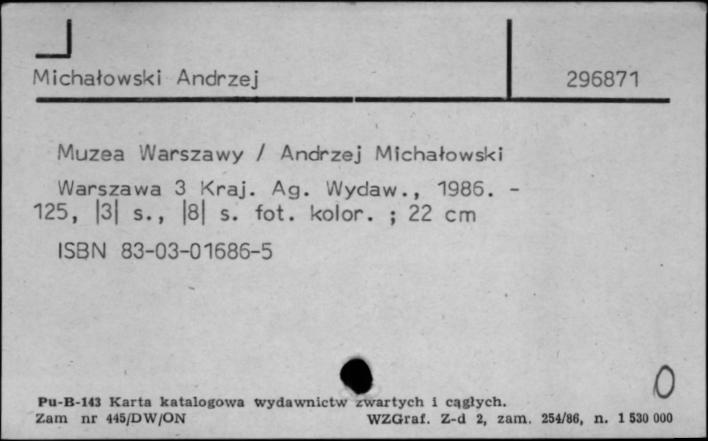 Michałowski Andrzej 296871
Muzea Warszawy / Andrzej Michałowski
Warszawa 3 Kraj. Ag. Wydaw., 1986. -
125, |3| s., |8| s. fot. kolor. ; 22 cm
ISBN 83-03-01686-5
O
Pu-B-143 Karta katalogowa wydawnictw zwartych i cągłych.
Zam nr 445/DW/ON WZGraf. Z-d 2, zam. 254/86, n. 1 530 000